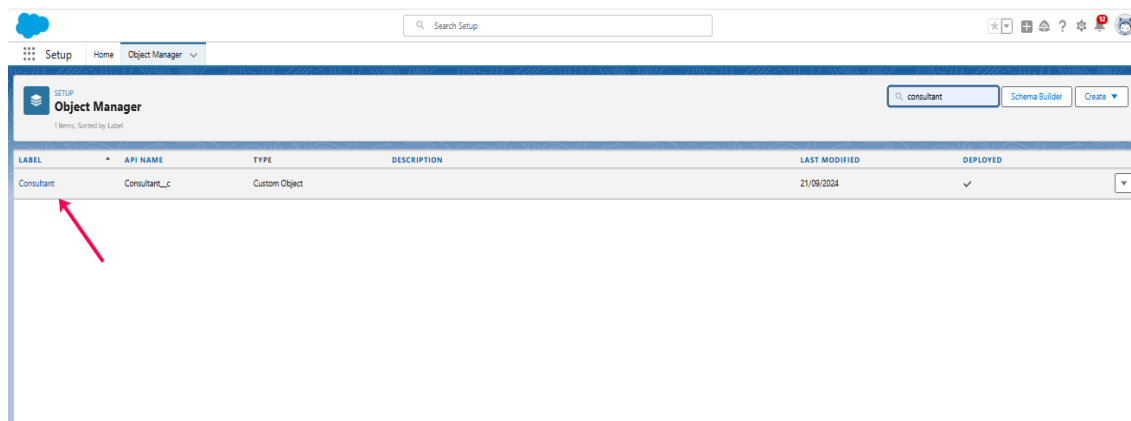 Search Setup
12
Setup Home Object Manager
SETUP
Object Manager
1 Items, Sorted by Label
consultant
Schema Builder
Create
LABEL API NAME TYPE DESCRIPTION LAST MODIFIED DEPLOYED
Consultant Consultant__c Custom Object 21/09/2024